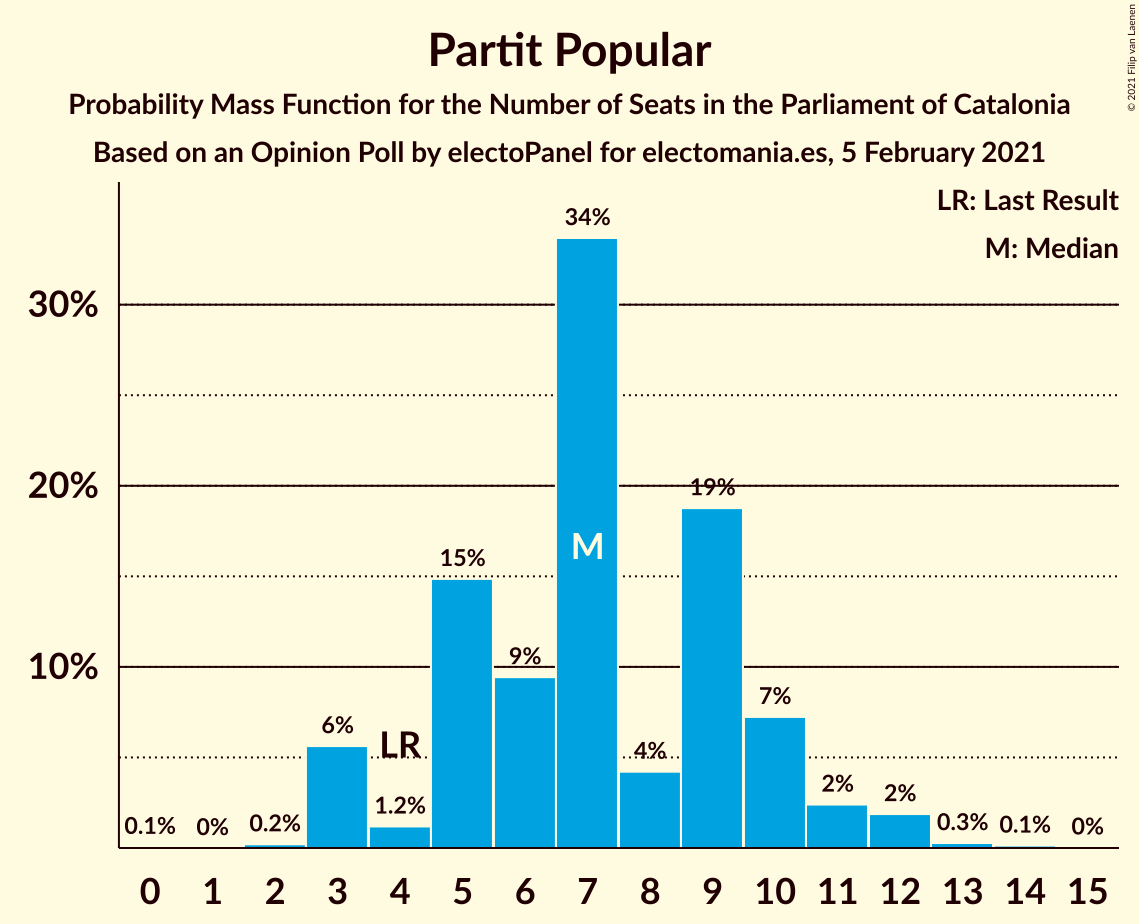 Partit Popular
Probability Mass Function for the Number of Seats in the Parliament of Catalonia
Based on an Opinion Poll by electoPanel for electomania.es, 5 February 2021
© 2021 Filip van Laenen
LR: Last Result
M: Median
30%
20%
10%
0.1%
0%
0.2%
6%
1.2%
LR
15%
9%
34%
M
4%
19%
7%
2%
2%
0.3%
0.1%
0%
0 1 2 3 4 5 6 7 8 9 10 11 12 13 14 15